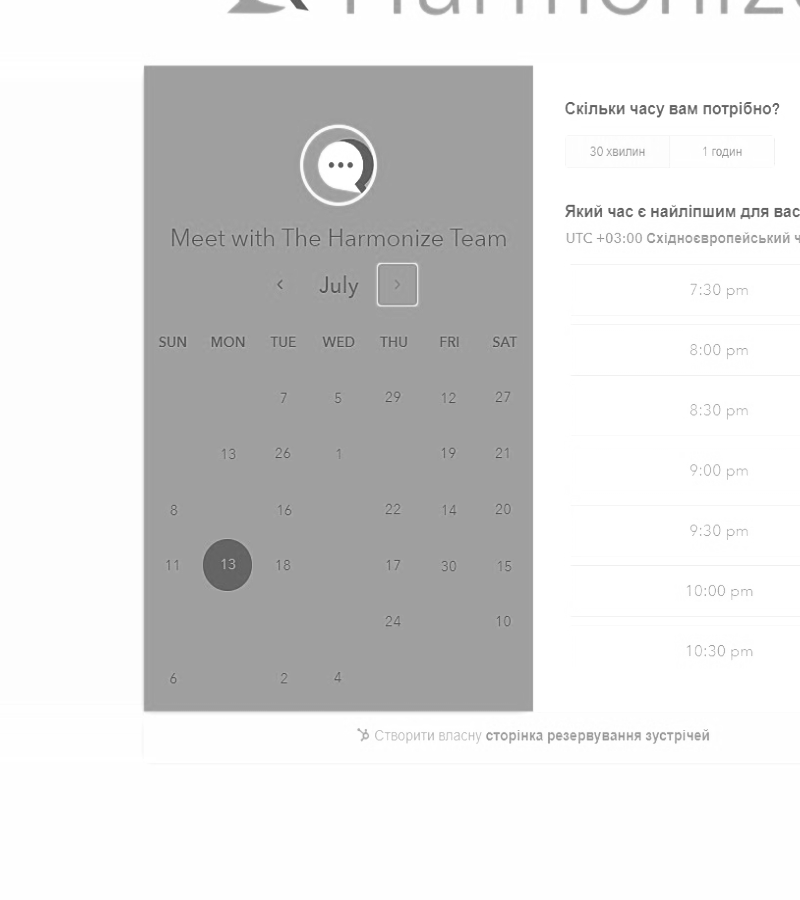 Harmonize
Meet with The Harmonize Team
July
SUN MON TUE WED THU FRI SAT
7 5 29 12 27
13 26 1 19 21
8 16 22 14 20
11 13 18 17 30 15
24 10
6 2 4
Скільки часу вам потрібно?
30 хвилин 1 годин
Який час є найліпшим для вас
UTC +03:00 Східноєвропейський ч
7:30 pm
8:00 pm
8:30 pm
9:00 pm
9:30 pm
10:00 pm
10:30 pm
Створити власну сторінка резервування зустрічей